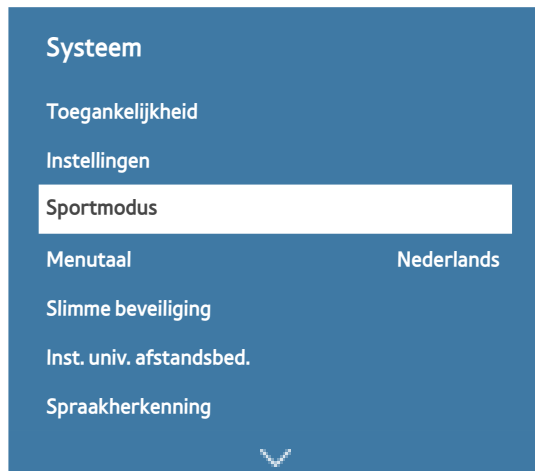 Systeem
Toegankelijkheid
Instellingen
Sportmodus
Menutaal Nederlands
Slimme beveiliging
Inst. univ. afstandsbed.
Spraakherkenning